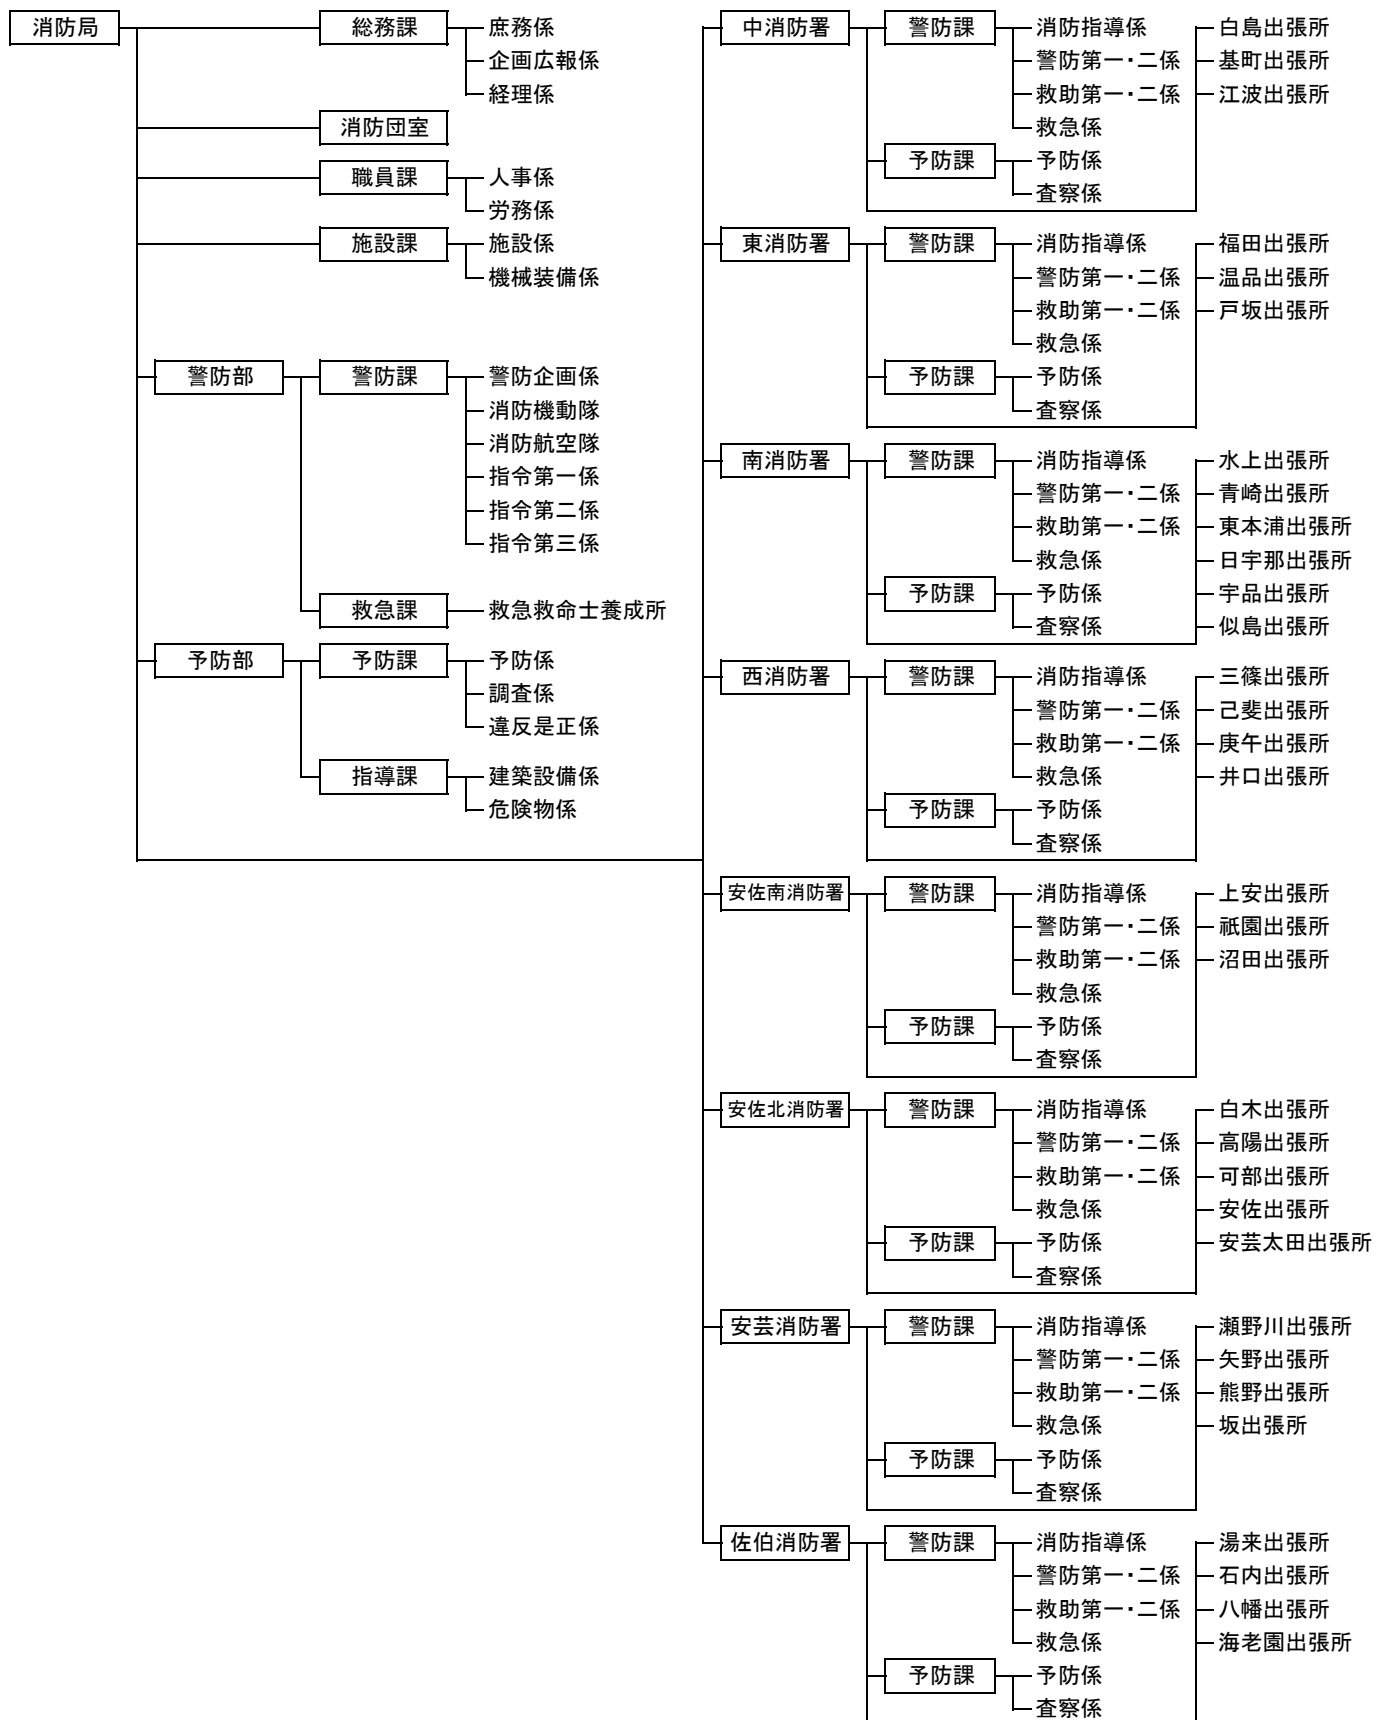 消防局
総務課
庶務係
企画広報係
経理係
消防団室
職員課
人事係
労務係
施設課
施設係
機械装備係
警防部
警防課
警防企画係
消防機動隊
消防航空隊
指令第一係
指令第二係
指令第三係
救急課
救急救命士養成所
予防部
予防課
予防係
調査係
違反是正係
指導課
建築設備係
危険物係
中消防署
警防課
消防指導係
警防第一・二係
救助第一・二係
救急係
予防課
予防係
査察係
白島出張所
基町出張所
江波出張所
東消防署
警防課
消防指導係
警防第一・二係
救助第一・二係
救急係
予防課
予防係
査察係
福田出張所
温品出張所
戸坂出張所
南消防署
警防課
消防指導係
警防第一・二係
救助第一・二係
救急係
予防課
予防係
査察係
水上出張所
青崎出張所
東本浦出張所
日宇那出張所
宇品出張所
似島出張所
西消防署
警防課
消防指導係
警防第一・二係
救助第一・二係
救急係
予防課
予防係
査察係
三篠出張所
己斐出張所
庚午出張所
井口出張所
安佐南消防署
警防課
消防指導係
警防第一・二係
救助第一・二係
救急係
予防課
予防係
査察係
上安出張所
祇園出張所
沼田出張所
安佐北消防署
警防課
消防指導係
警防第一・二係
救助第一・二係
救急係
予防課
予防係
査察係
白木出張所
高陽出張所
可部出張所
安佐出張所
安芸太田出張所
安芸消防署
警防課
消防指導係
警防第一・二係
救助第一・二係
救急係
予防課
予防係
査察係
瀬野川出張所
矢野出張所
熊野出張所
坂出張所
佐伯消防署
警防課
消防指導係
警防第一・二係
救助第一・二係
救急係
予防課
予防係
査察係
湯来出張所
石内出張所
八幡出張所
海老園出張所